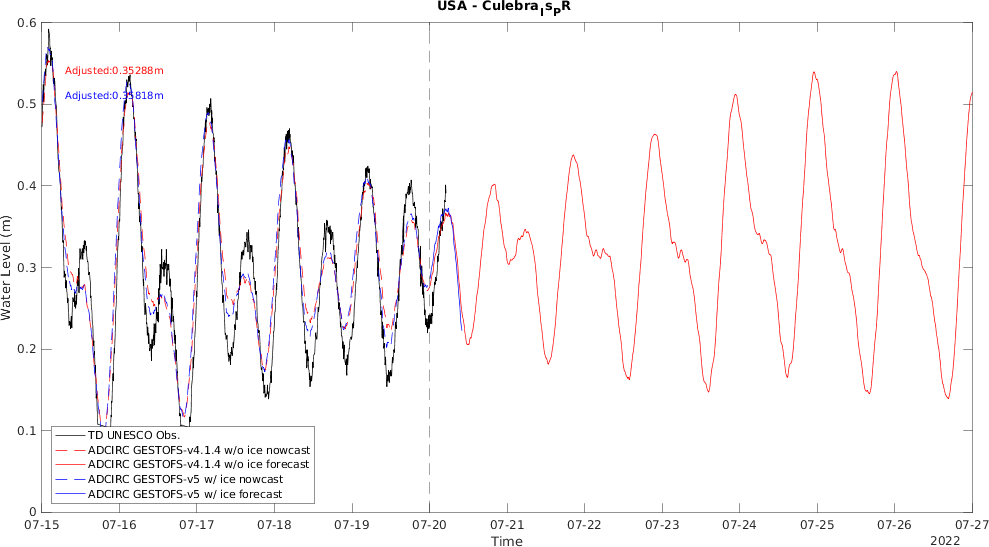 USA - Culebra_Is_PR
0.6
Adjusted:0.35288m
Adjusted:0.35818m
0.5
0.4
0.3
0.2
0.1
0
Water Level (m)
TD UNESCO Obs.
ADCIRC GESTOFS-v4.1.4 w/o ice nowcast
ADCIRC GESTOFS-v4.1.4 w/o ice forecast
ADCIRC GESTOFS-v5 w/ ice nowcast
ADCIRC GESTOFS-v5 w/ ice forecast
07-15 07-16 07-17 07-18 07-19 07-20 07-21 07-22 07-23 07-24 07-25 07-26 07-27
Time
2022